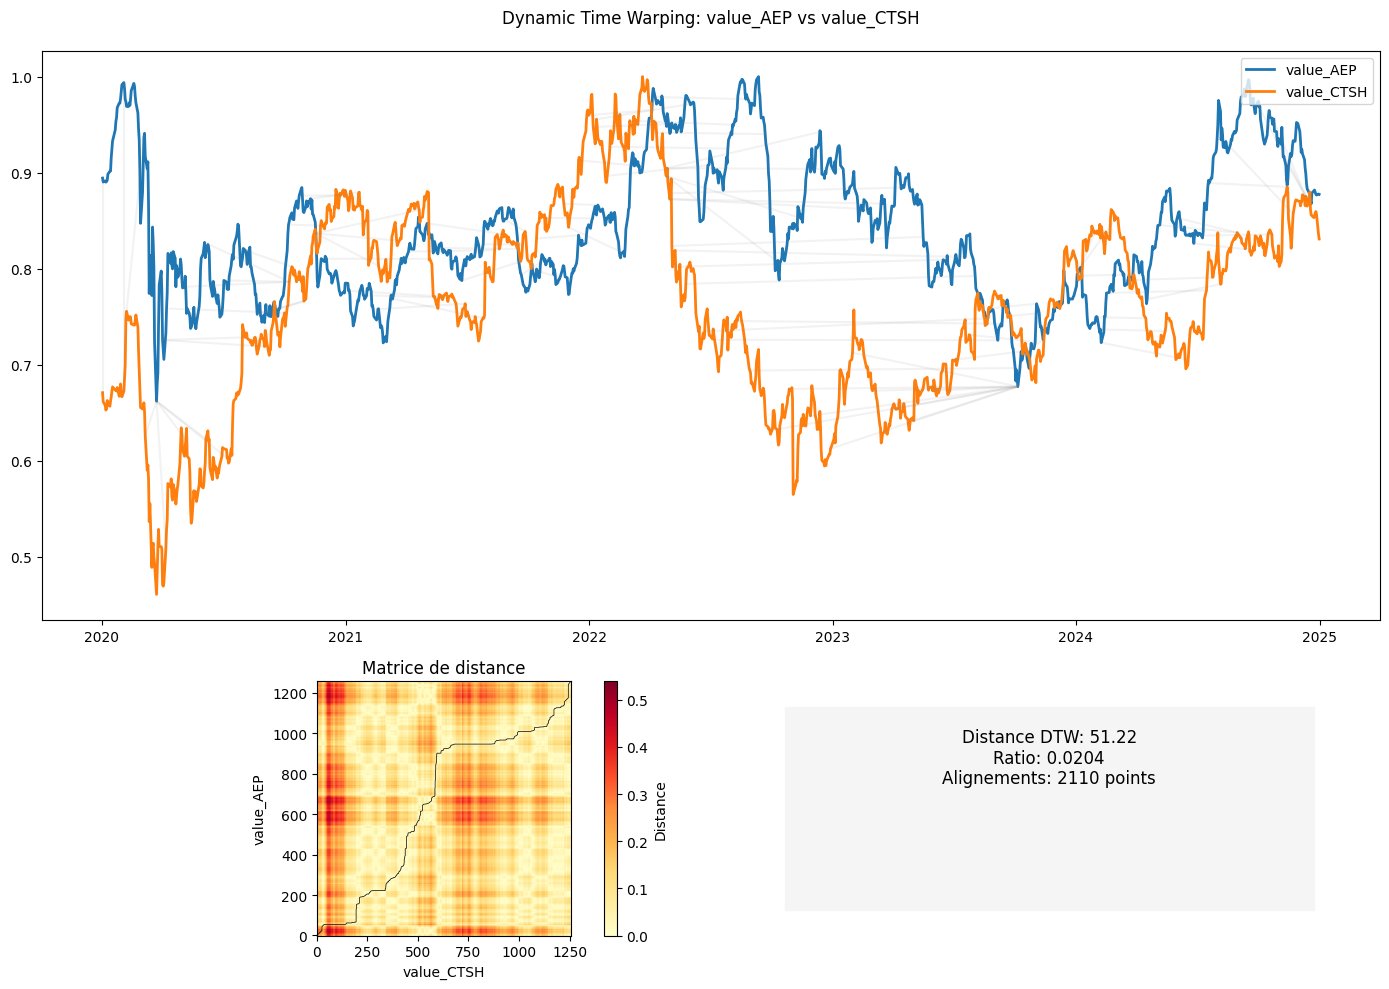 Dynamic Time Warping: value_AEP vs value_CTSH
value_AEP
value_CTSH
1.0
0.9
0.8
0.7
0.6
0.5
2020 2021 2022 2023 2024 2025
Matrice de distance
value_AEP
1200
1000
800
600
400
200
0
0 250 500 750 1000 1250
value_CTSH
0.5
0.4
0.3
0.2
0.1
0.0
Distance
Distance DTW: 51.22
Ratio: 0.0204
Alignements: 2110 points